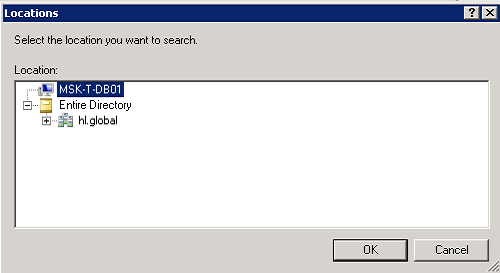 Locations
Select the location you want to search.
Location:
MSK-T-DB01
Entire Directory
hl.global
OK
Cancel